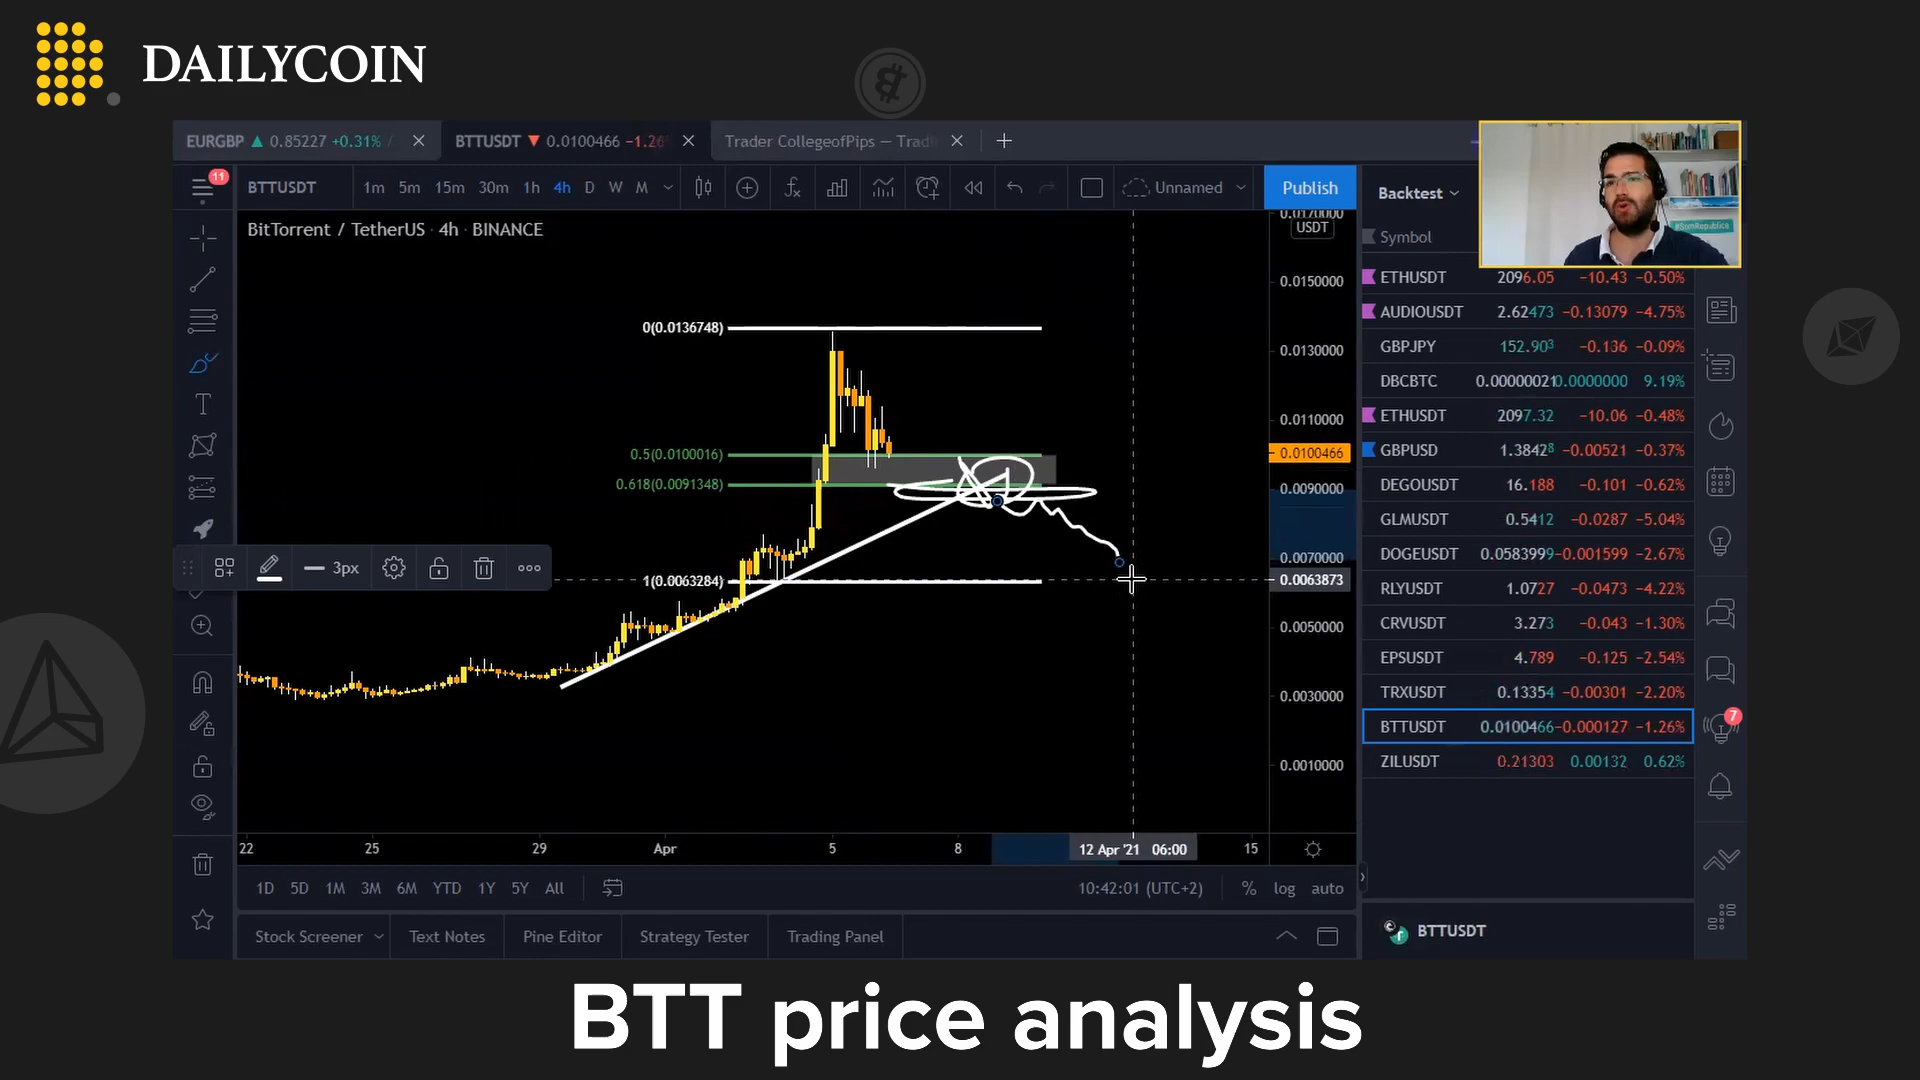 DAILYCOIN
EURGBP 0.85227 +0.31%
BTTUSDT 0.0100466 −1.26
Trader CollegeofPips — Tradi
11
BTTUSDT
1m 5m 15m 30m 1h 4h D W M
Unnamed
Publish
Backtest
BitTorrent / TetherUS · 4h · BINANCE
USDT
Symbol
#SomRepública
0.0170000
0.0150000
0.0130000
0.0110000
0.0100466
0.0090000
0.0070000
0.0063873
0.0050000
0.0030000
0.0010000
0(0.0136748)
0.5(0.0100016)
0.618(0.0091348)
1(0.0063284)
3px
ETHUSDT 2096.05 −10.43 −0.50%
AUDIOUSDT 2.62473 −0.13079 −4.75%
GBPJPY 152.903 −0.136 −0.09%
DBCBTC 0.00000021 0.0000000 9.19%
ETHUSDT 2097.32 −10.06 −0.48%
GBPUSD 1.38428 −0.00521 −0.37%
DEGOUSDT 16.188 −0.101 −0.62%
GLMUSDT 0.5412 −0.0287 −5.04%
DOGEUSDT 0.0583999 −0.001599 −2.67%
RLYUSDT 1.0727 −0.0473 −4.22%
CRVUSDT 3.273 −0.043 −1.30%
EPSUSDT 4.789 −0.125 −2.54%
TRXUSDT 0.13354 −0.00301 −2.20%
BTTUSDT 0.0100466 −0.000127 −1.26%
ZILUSDT 0.21303 0.00132 0.62%
7
22 25 29 Apr 5 8 12 Apr '21 06:00 15
1D 5D 1M 3M 6M YTD 1Y 5Y All
10:42:01 (UTC+2) % log auto
Stock Screener Text Notes Pine Editor Strategy Tester Trading Panel
BTTUSDT
BTT price analysis